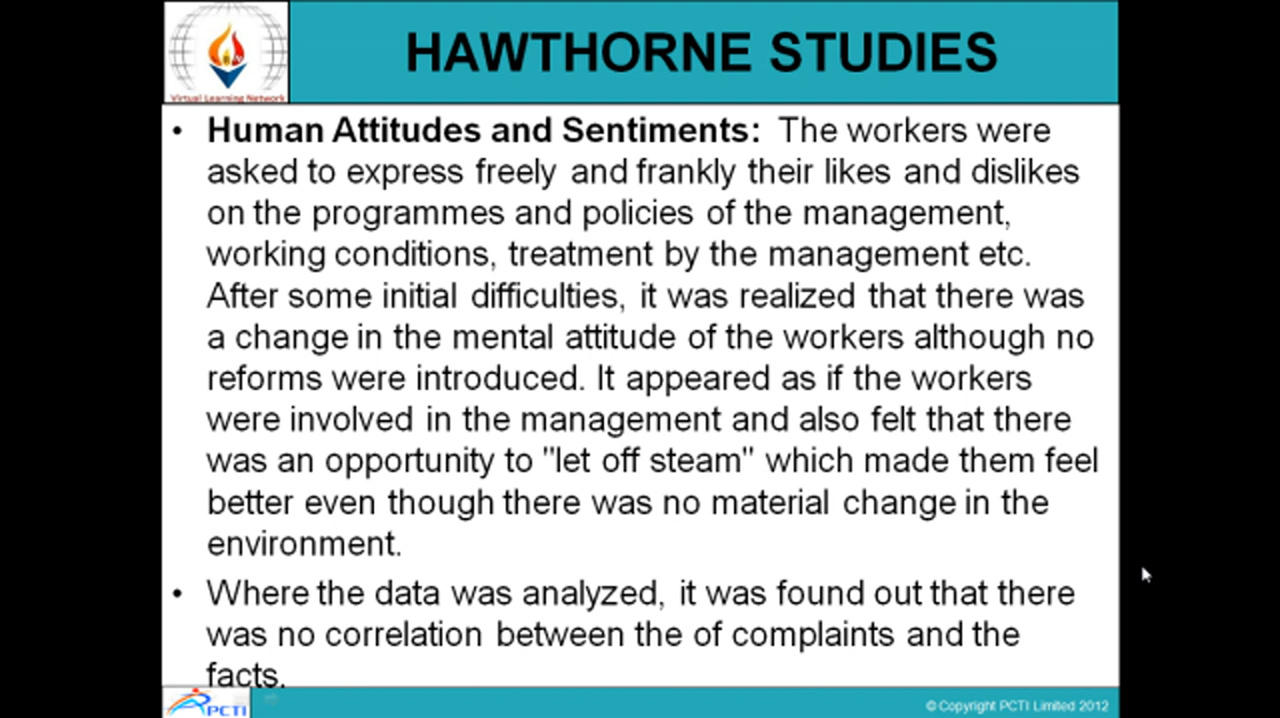 HAWTHORNE STUDIES
Virtual Learning Network
• Human Attitudes and Sentiments: The workers were
asked to express freely and frankly their likes and dislikes
on the programmes and policies of the management,
working conditions, treatment by the management etc.
After some initial difficulties, it was realized that there was
a change in the mental attitude of the workers although no
reforms were introduced. It appeared as if the workers
were involved in the management and also felt that there
was an opportunity to "let off steam" which made them feel
better even though there was no material change in the
environment.
• Where the data was analyzed, it was found out that there
was no correlation between the of complaints and the
facts.
PCTI
© Copyright PCTI Limited 2012